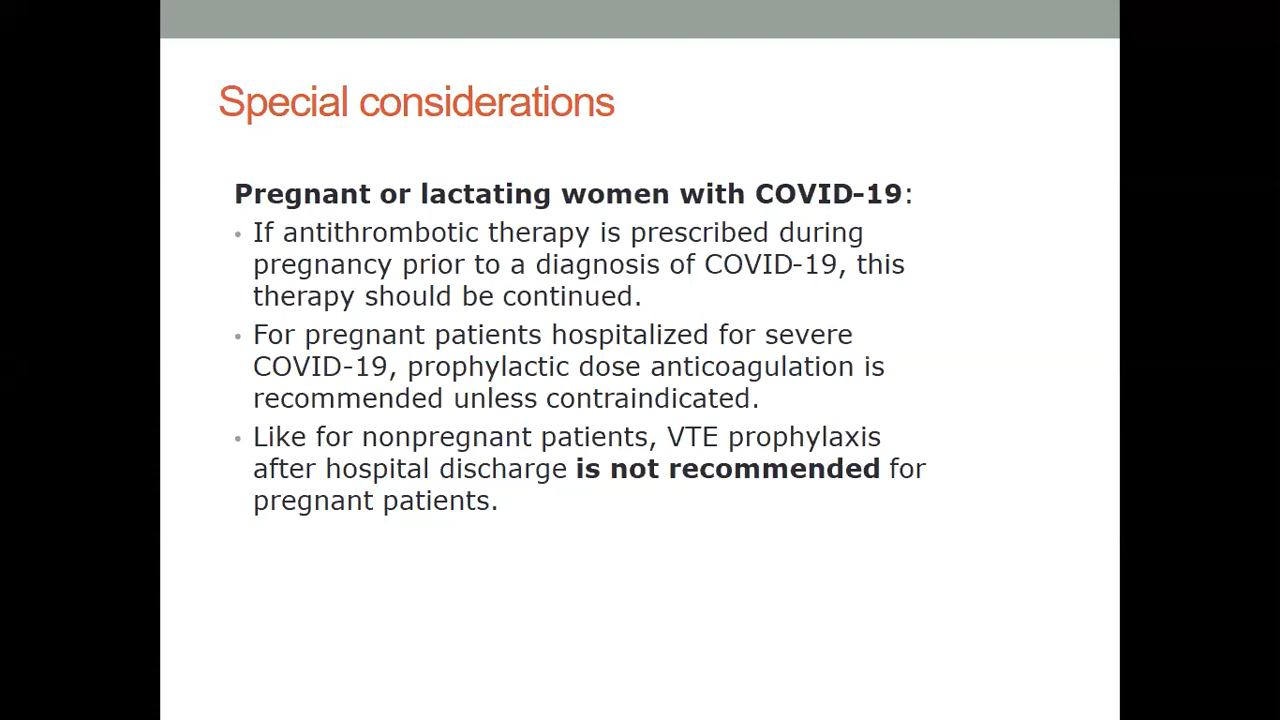 Special considerations
Pregnant or lactating women with COVID-19:
• If antithrombotic therapy is prescribed during
pregnancy prior to a diagnosis of COVID-19, this
therapy should be continued.
• For pregnant patients hospitalized for severe
COVID-19, prophylactic dose anticoagulation is
recommended unless contraindicated.
• Like for nonpregnant patients, VTE prophylaxis
after hospital discharge is not recommended for
pregnant patients.